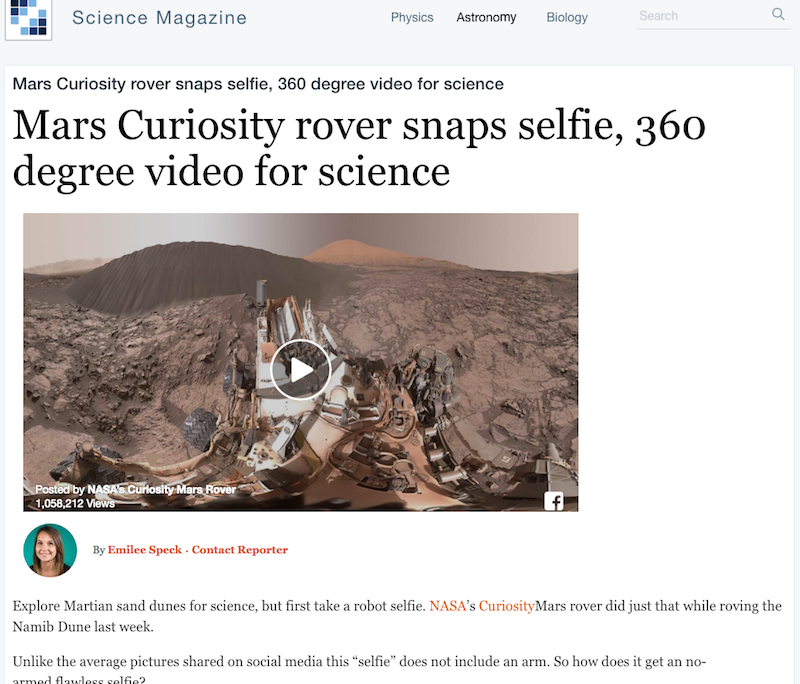 Science Magazine
Physics Astronomy Biology
Search
Mars Curiosity rover snaps selfie, 360 degree video for science
Mars Curiosity rover snaps selfie, 360
degree video for science
Posted by NASA's Curiosity Mars Rover
1,058,212 Views
By Emilee Speck · Contact Reporter
Explore Martian sand dunes for science, but first take a robot selfie. NASA’s CuriosityMars rover did just that while roving the
Namib Dune last week.
Unlike the average pictures shared on social media this “selfie” does not include an arm. So how does it get an no-
armed flawless selfie?